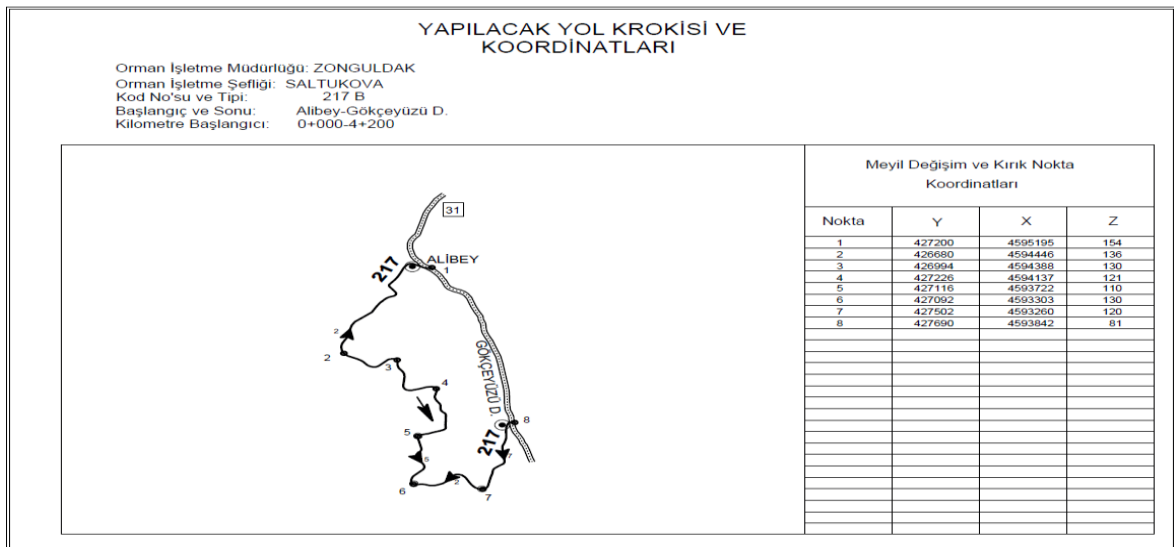 YAPILACAK YOL KROKİSİ VE
KOORDİNATLARI
Orman İşletme Müdürlüğü: ZONGULDAK
Orman İşletme Şefliği: SALTUKOVA
Kod No'su ve Tipi: 217 B
Başlangıç ve Sonu: Alibey-Gökçeyüzü D.
Kilometre Başlangıcı: 0+000-4+200
31
217
ALİBEY
1
2
2
3
4
5
5
6
2
7
7
217
8
GÖKÇEYÜZÜ D.
Meyil Değişim ve Kırık Nokta
Koordinatları
Nokta Y X Z
1 427200 4595195 154
2 426680 4594446 136
3 426994 4594388 130
4 427226 4594137 121
5 427116 4593722 110
6 427092 4593303 130
7 427502 4593260 120
8 427690 4593842 81